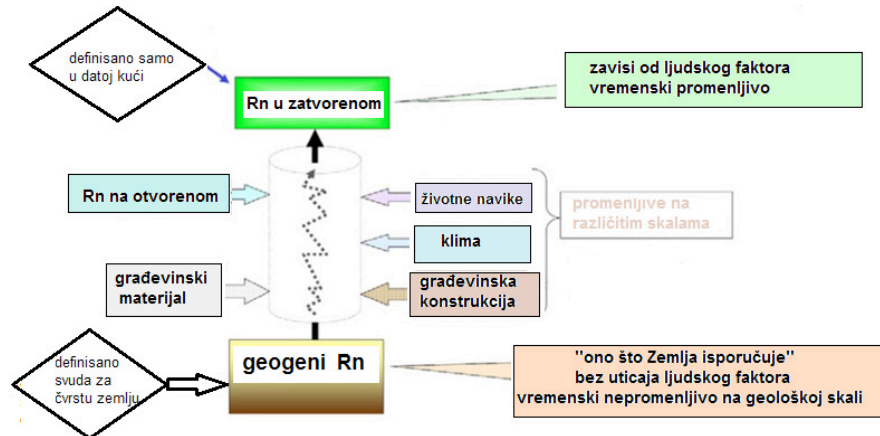 definisano samo
u datoj kući
Rn u zatvorenom
zavisi od ljudskog faktora
vremenski promenljivo
Rn na otvorenom
životne navike
promenljive na
različitim skalama
klima
građevinski
materijal
građevinska
konstrukcija
definisano
svuda za
čvrstu zemlju
geogeni Rn
"ono što Zemlja isporučuje"
bez uticaja ljudskog faktora
vremenski nepromenljivo na geološkoj skali